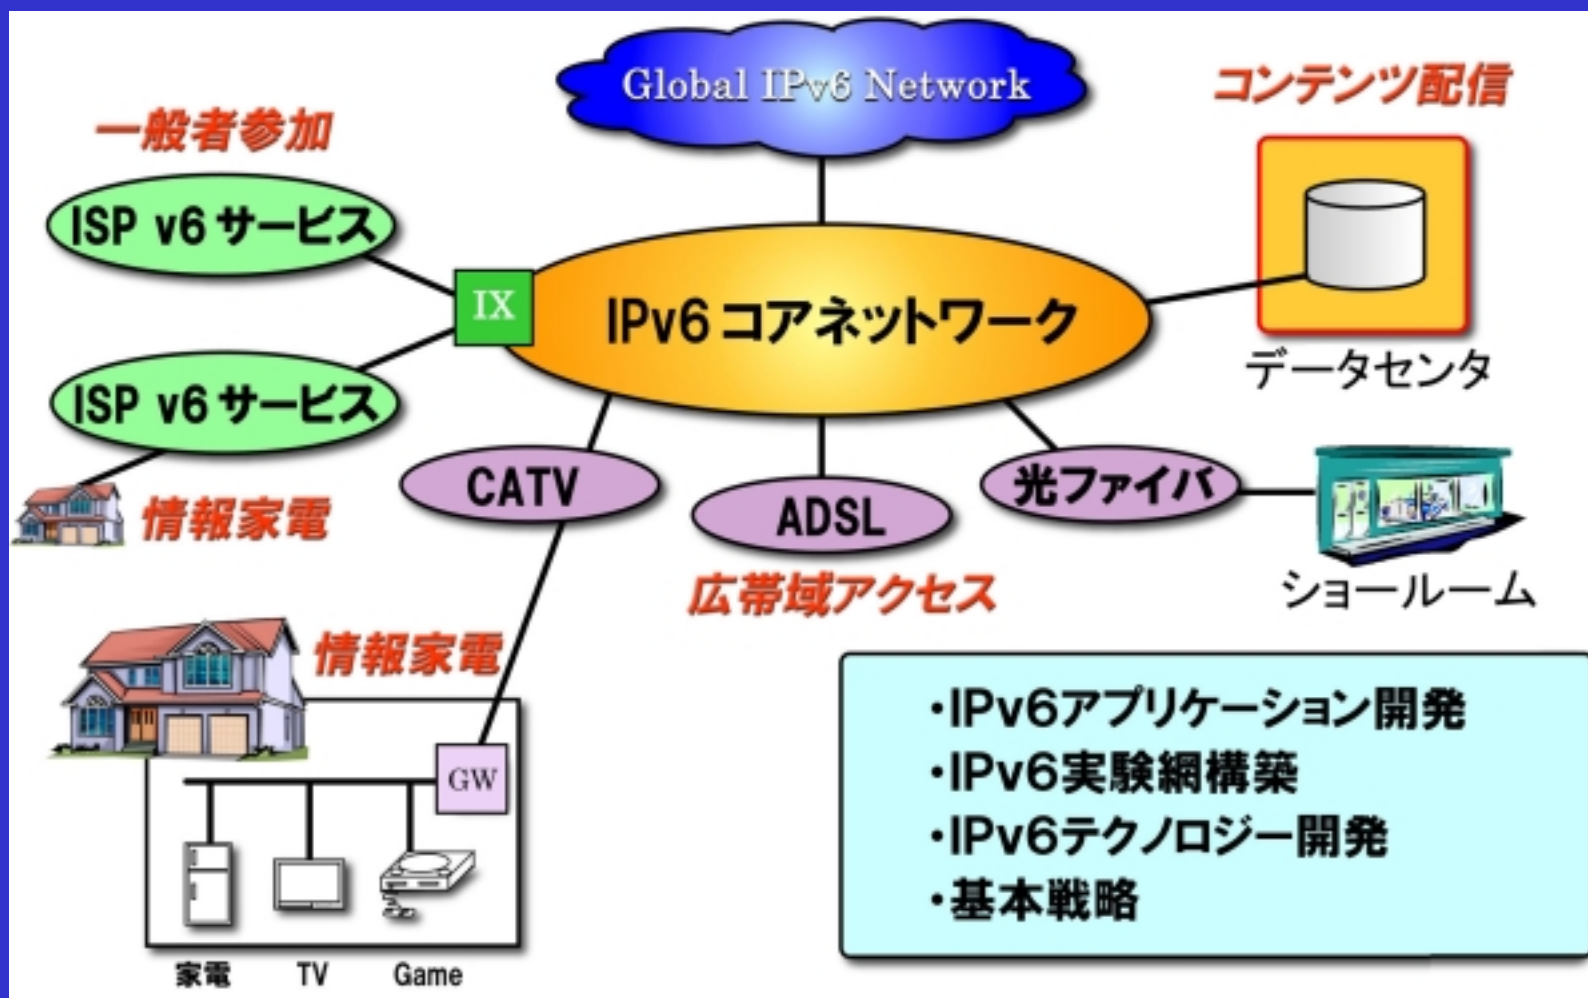 Global IPv6 Network
コンテンツ配信
一般者参加
ISP v6 サービス
IX
IPv6 コアネットワーク
データセンタ
ISP v6 サービス
情報家電
CATV
ADSL
光ファイバ
広帯域アクセス
ショールーム
情報家電
GW
家電
TV
Game
・IPv6アプリケーション開発
・IPv6実験網構築
・IPv6テクノロジー開発
・基本戦略